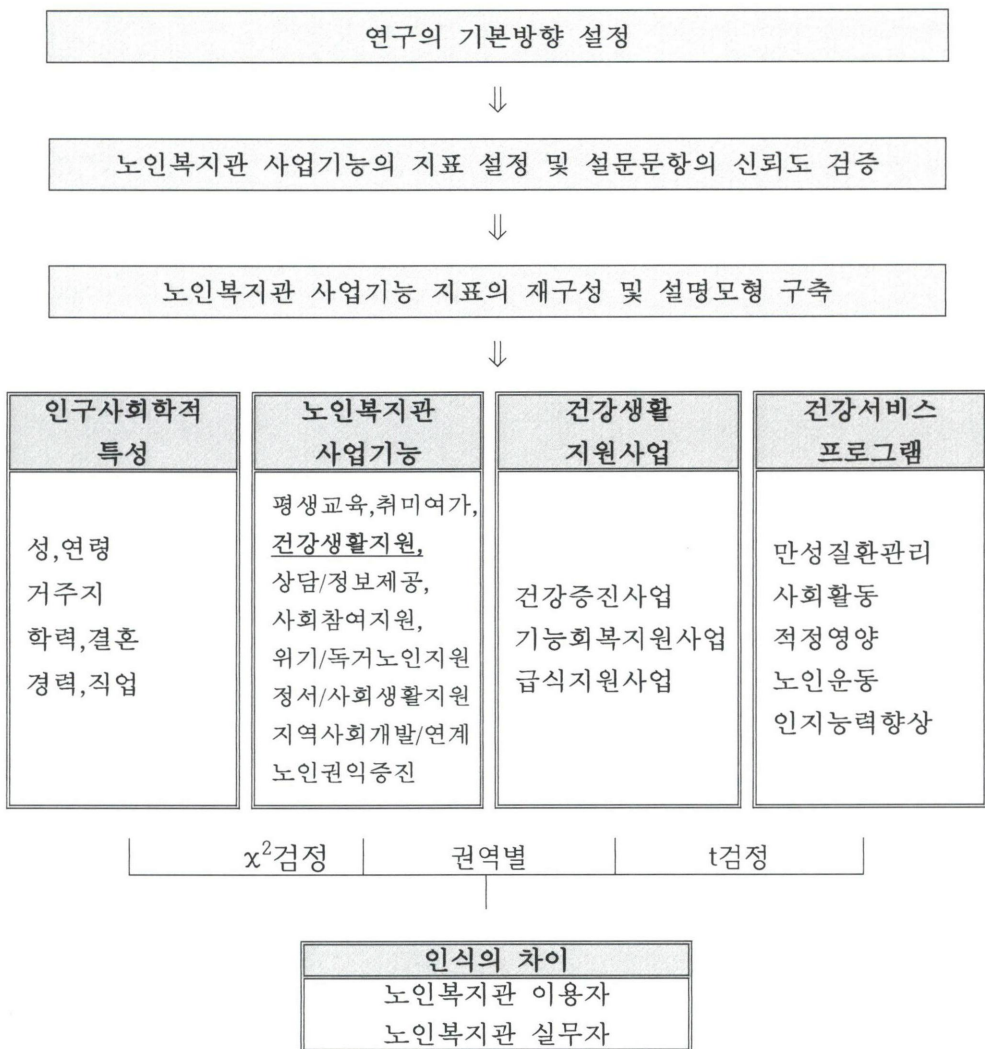 연구의 기본방향 설정
⇓
노인복지관 사업기능의 지표 설정 및 설문문항의 신뢰도 검증
⇓
노인복지관 사업기능 지표의 재구성 및 설명모형 구축
⇓
인구사회학적
특성
성,연령
거주지
학력,결혼
경력,직업
노인복지관
사업기능
평생교육,취미여가,
건강생활지원,
상담/정보제공,
사회참여지원,
위기/독거노인지원
정서/사회생활지원
지역사회개발/연계
노인권익증진
건강생활
지원사업
건강증진사업
기능회복지원사업
급식지원사업
건강서비스
프로그램
만성질환관리
사회활동
적정영양
노인운동
인지능력향상
χ²검정 권역별 t검정
인식의 차이
노인복지관 이용자
노인복지관 실무자